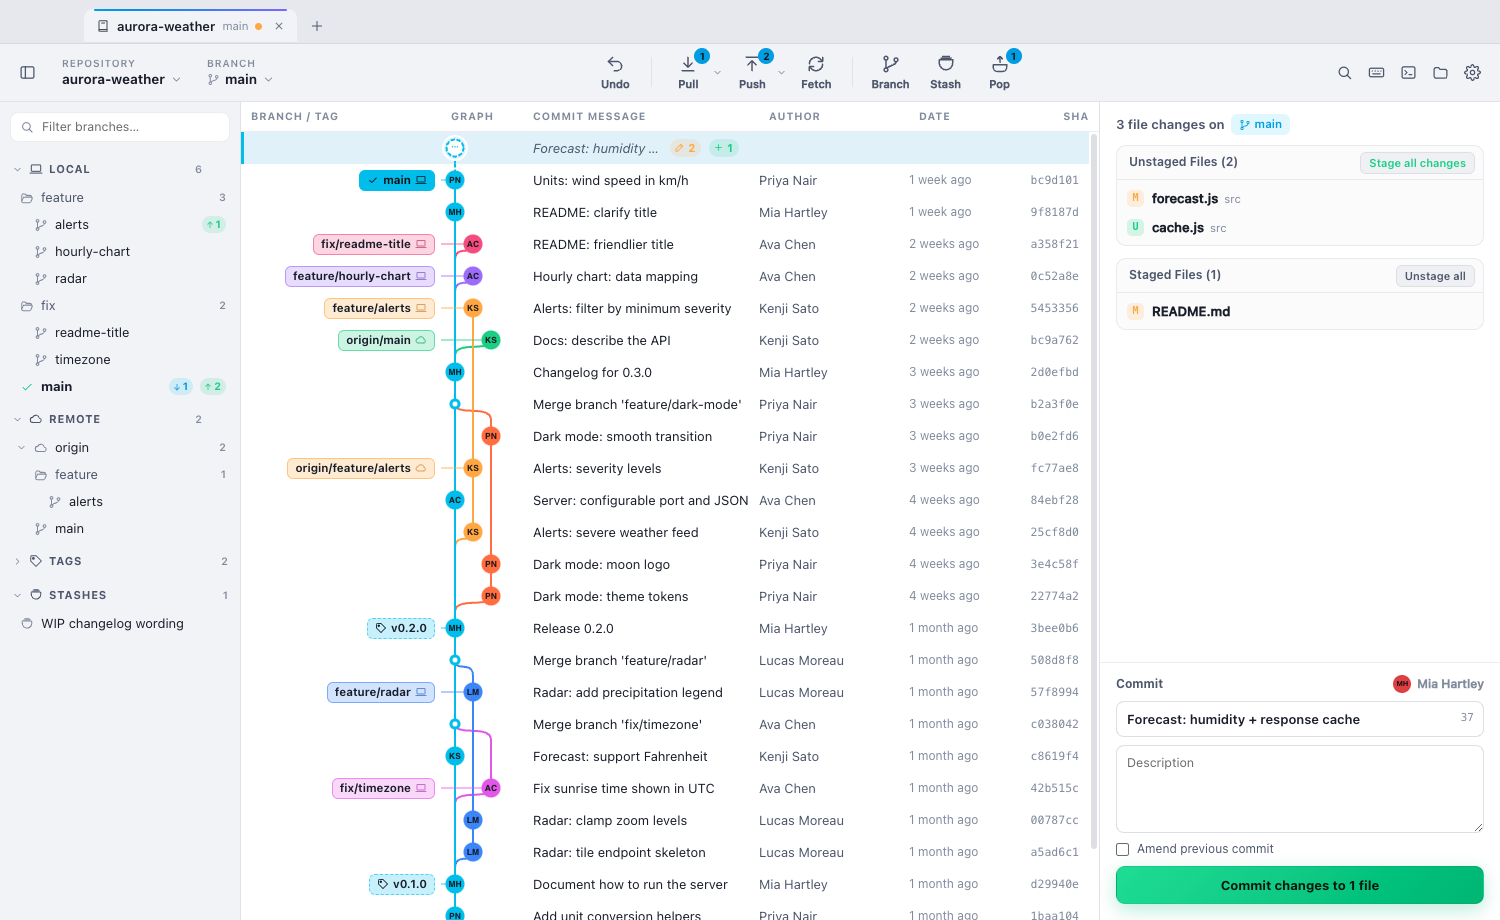 aurora-weather main
REPOSITORY
aurora-weather
BRANCH
main
Undo
Pull 1
Push 2
Fetch
Branch
Stash
Pop 1
Filter branches...
LOCAL 6
feature 3
alerts ↑1
hourly-chart
radar
fix 2
readme-title
timezone
main ↓1 ↑2
REMOTE 2
origin 2
feature 1
alerts
main
TAGS 2
STASHES 1
WIP changelog wording
BRANCH / TAG GRAPH COMMIT MESSAGE AUTHOR DATE SHA
Forecast: humidity ... 2 + 1
main PN Units: wind speed in km/h Priya Nair 1 week ago bc9d101
MH README: clarify title Mia Hartley 1 week ago 9f8187d
fix/readme-title AC README: friendlier title Ava Chen 2 weeks ago a358f21
feature/hourly-chart AC Hourly chart: data mapping Ava Chen 2 weeks ago 0c52a8e
feature/alerts KS Alerts: filter by minimum severity Kenji Sato 2 weeks ago 5453356
origin/main KS Docs: describe the API Kenji Sato 2 weeks ago bc9a762
MH Changelog for 0.3.0 Mia Hartley 3 weeks ago 2d0efbd
Merge branch 'feature/dark-mode' Priya Nair 3 weeks ago b2a3f0e
PN Dark mode: smooth transition Priya Nair 3 weeks ago b0e2fd6
origin/feature/alerts KS Alerts: severity levels Kenji Sato 3 weeks ago fc77ae8
AC Server: configurable port and JSON Ava Chen 4 weeks ago 84ebf28
KS Alerts: severe weather feed Kenji Sato 4 weeks ago 25cf8d0
PN Dark mode: moon logo Priya Nair 4 weeks ago 3e4c58f
PN Dark mode: theme tokens Priya Nair 4 weeks ago 22774a2
v0.2.0 MH Release 0.2.0 Mia Hartley 1 month ago 3bee0b6
Merge branch 'feature/radar' Lucas Moreau 1 month ago 508d8f8
feature/radar LM Radar: add precipitation legend Lucas Moreau 1 month ago 57f8994
Merge branch 'fix/timezone' Ava Chen 1 month ago c038042
KS Forecast: support Fahrenheit Kenji Sato 1 month ago c8619f4
fix/timezone AC Fix sunrise time shown in UTC Ava Chen 1 month ago 42b515c
LM Radar: clamp zoom levels Lucas Moreau 1 month ago 00787cc
LM Radar: tile endpoint skeleton Lucas Moreau 1 month ago a5ad6c1
v0.1.0 MH Document how to run the server Mia Hartley 1 month ago d29940e
PN Add unit conversion helpers Priya Nair 1 month ago 1baa104
3 file changes on main
Unstaged Files (2) Stage all changes
M forecast.js src
U cache.js src
Staged Files (1) Unstage all
M README.md
Commit MH Mia Hartley
Forecast: humidity + response cache 37
Description
Amend previous commit
Commit changes to 1 file